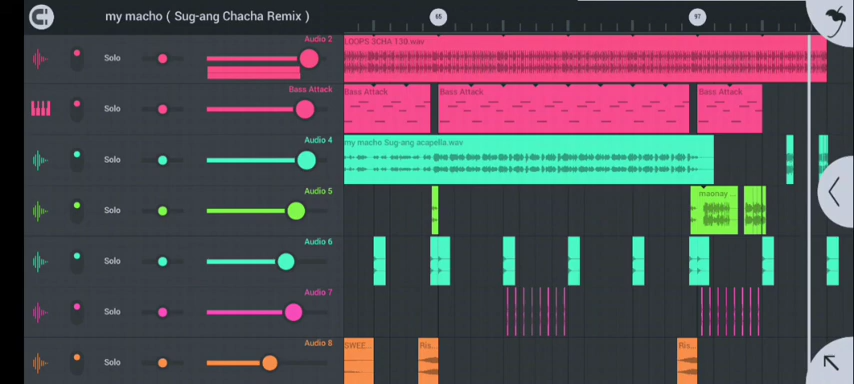 my macho ( Sug-ang Chacha Remix )
65
97
Audio 2
Solo
LOOPS 3CHA 130.wav
Bass Attack
Solo
Bass Attack
Bass Attack
Bass Attack
Audio 4
Solo
my macho Sug-ang acapella.wav
Audio 5
Solo
maonay ...
Audio 6
Solo
Audio 7
Solo
Audio 8
Solo
SWEE...
Ris...
Ris...